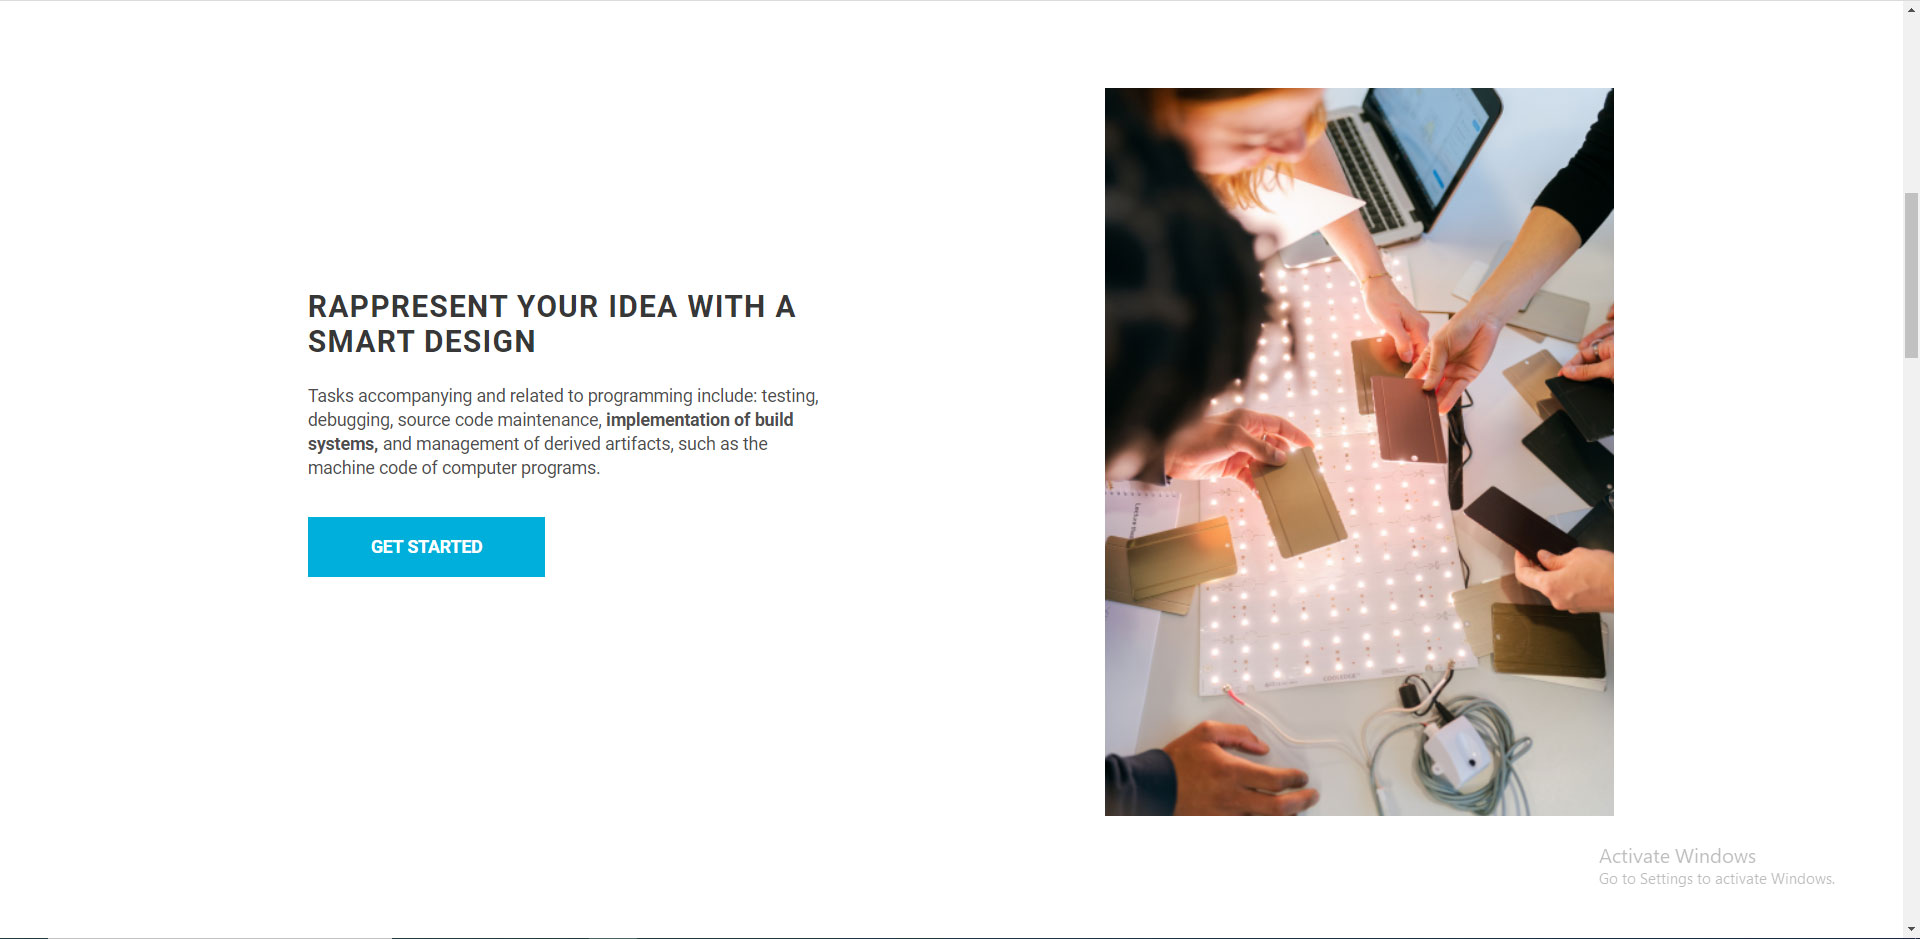 RAPPRESENT YOUR IDEA WITH A
SMART DESIGN
Tasks accompanying and related to programming include: testing,
debugging, source code maintenance, implementation of build
systems, and management of derived artifacts, such as the
machine code of computer programs.
GET STARTED
COOLEDGE
Activate Windows
Go to Settings to activate Windows.